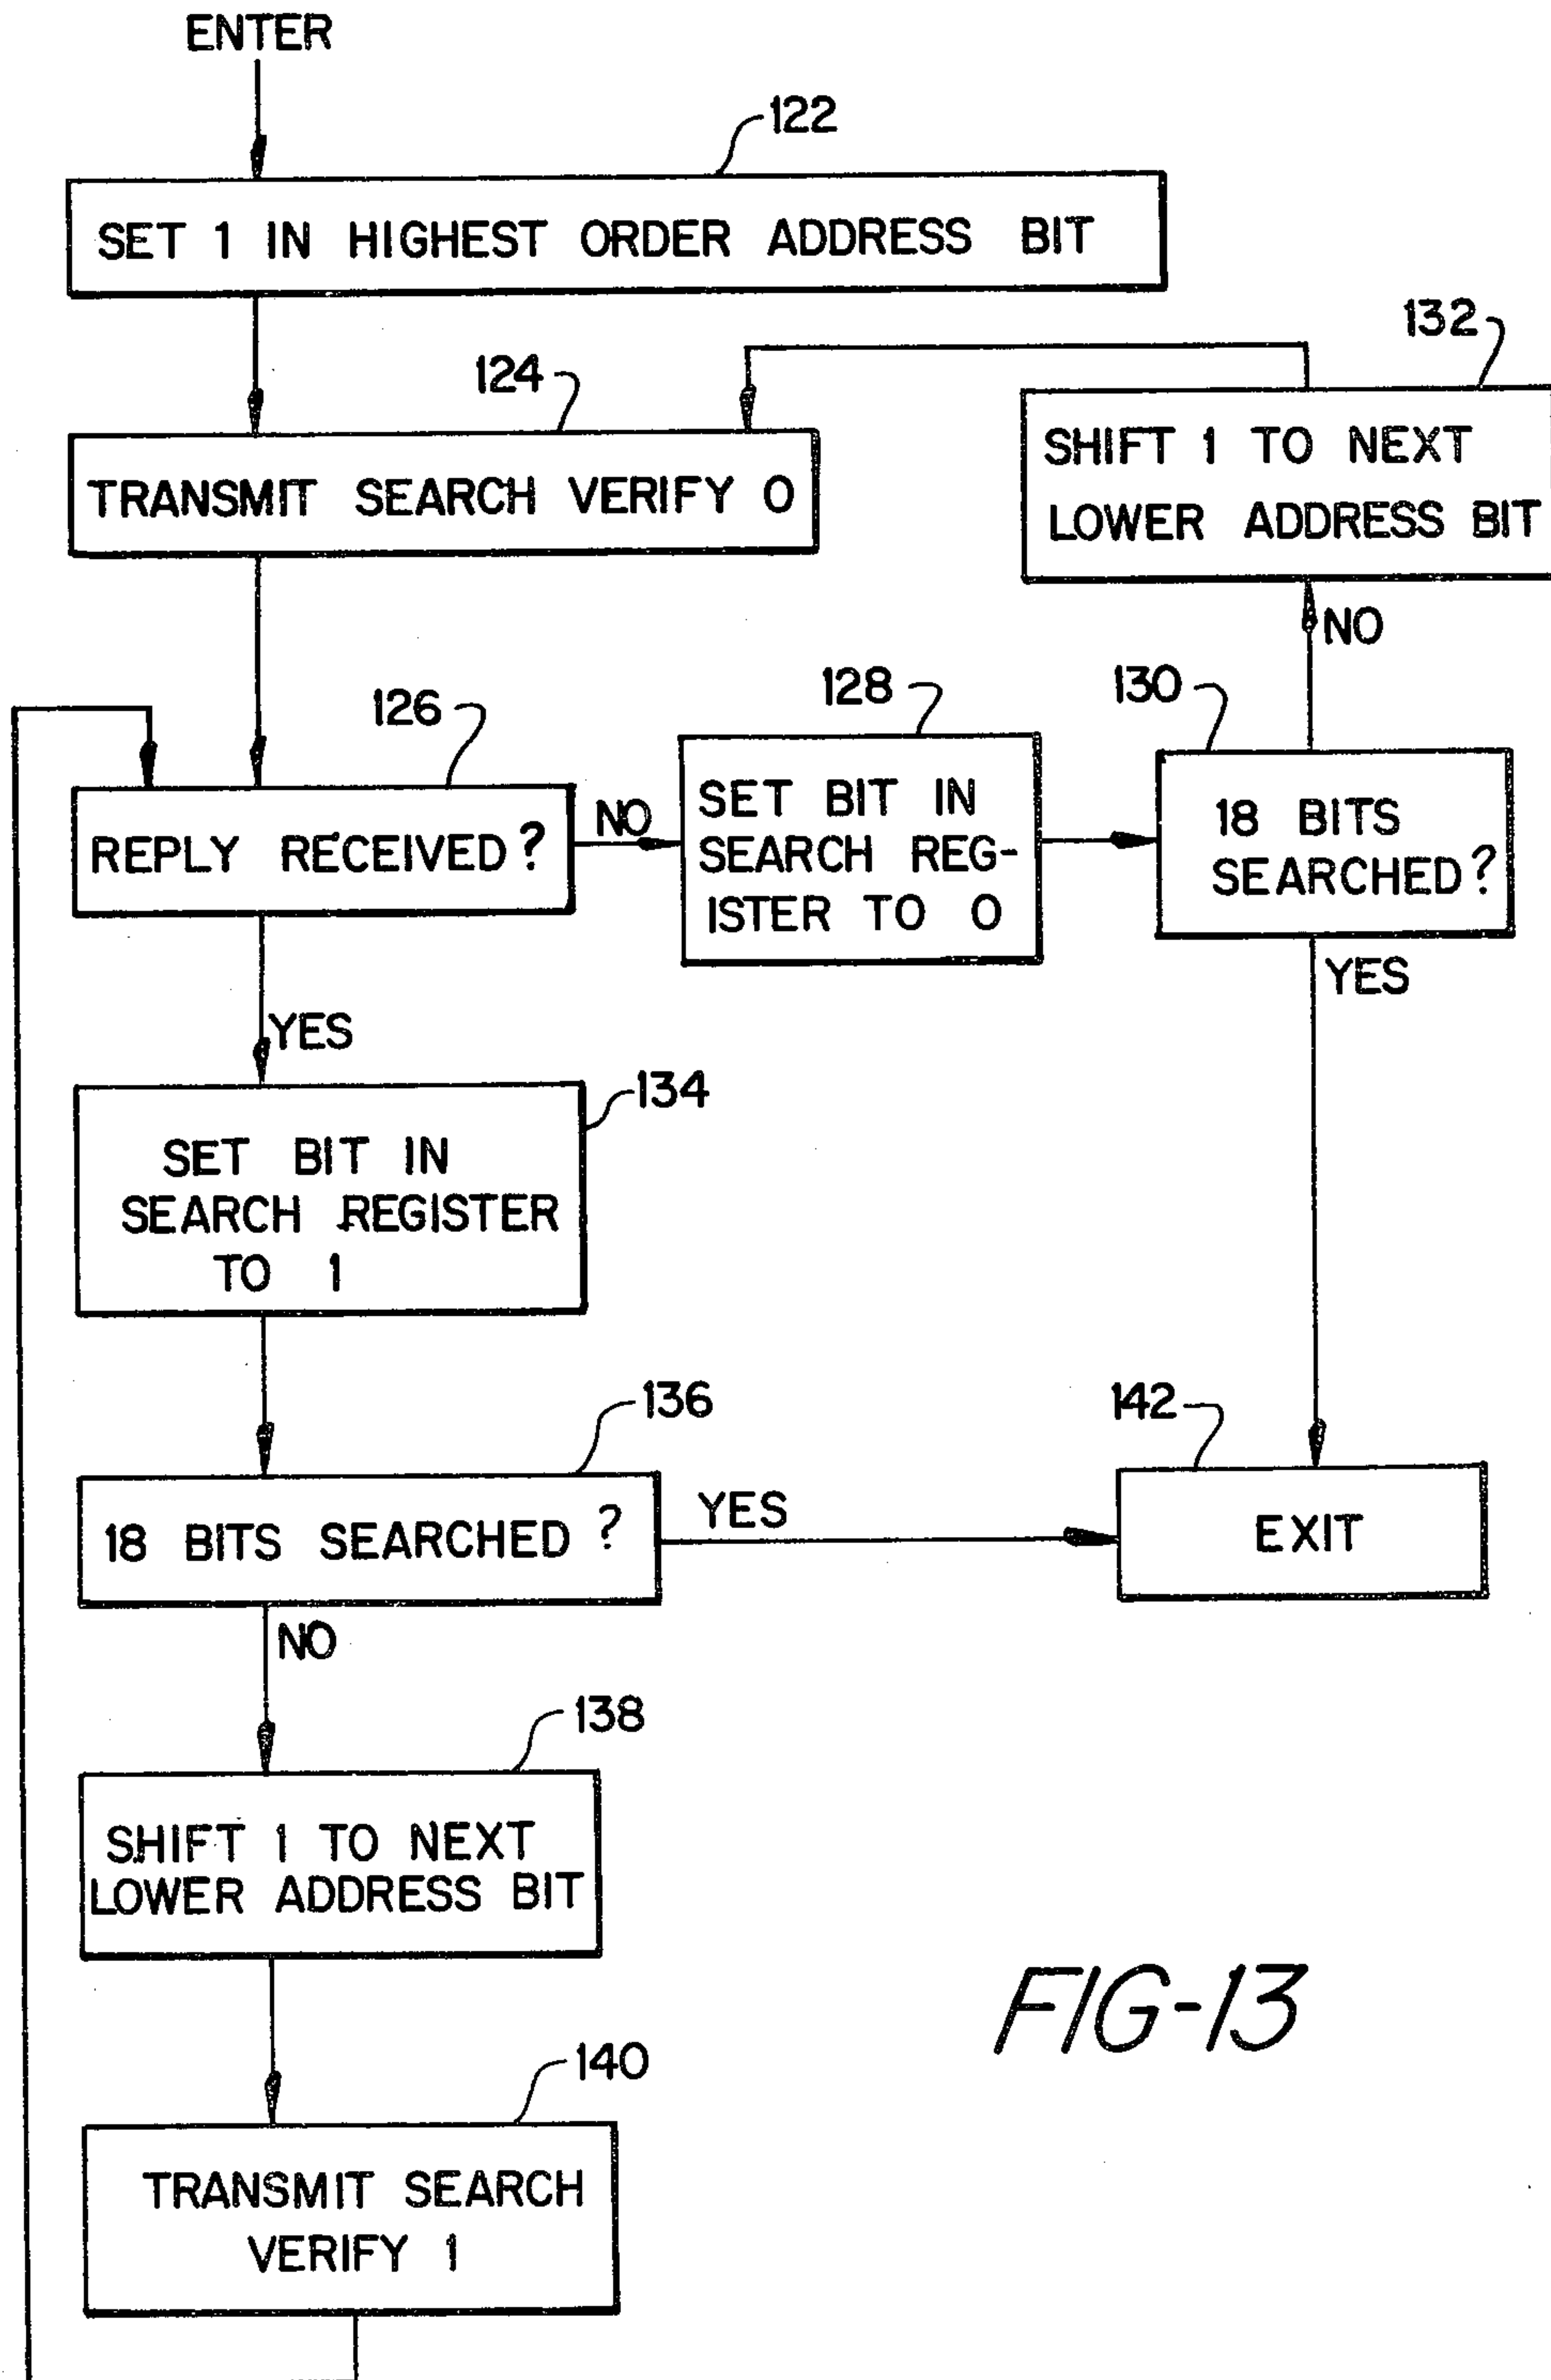 ENTER
122
SET 1 IN HIGHEST ORDER ADDRESS BIT
132
124
SHIFT 1 TO NEXT
LOWER ADDRESS BIT
TRANSMIT SEARCH VERIFY 0
NO
126
128
130
REPLY RECEIVED?
NO
SET BIT IN
SEARCH REG-
ISTER TO 0
18 BITS
SEARCHED?
YES
YES
134
SET BIT IN
SEARCH REGISTER
TO 1
136
142
18 BITS SEARCHED?
YES
EXIT
NO
138
SHIFT 1 TO NEXT
LOWER ADDRESS BIT
FIG-13
140
TRANSMIT SEARCH
VERIFY 1